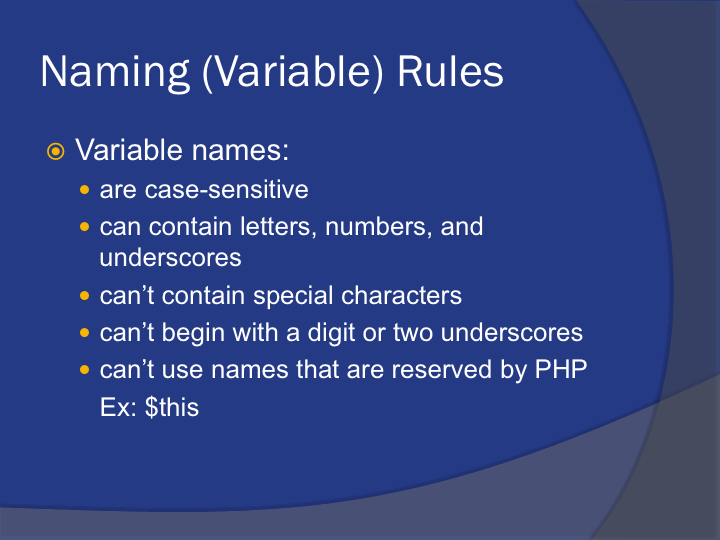 Naming (Variable) Rules
Variable names:
are case-sensitive
can contain letters, numbers, and
underscores
can’t contain special characters
can’t begin with a digit or two underscores
can’t use names that are reserved by PHP
Ex: $this